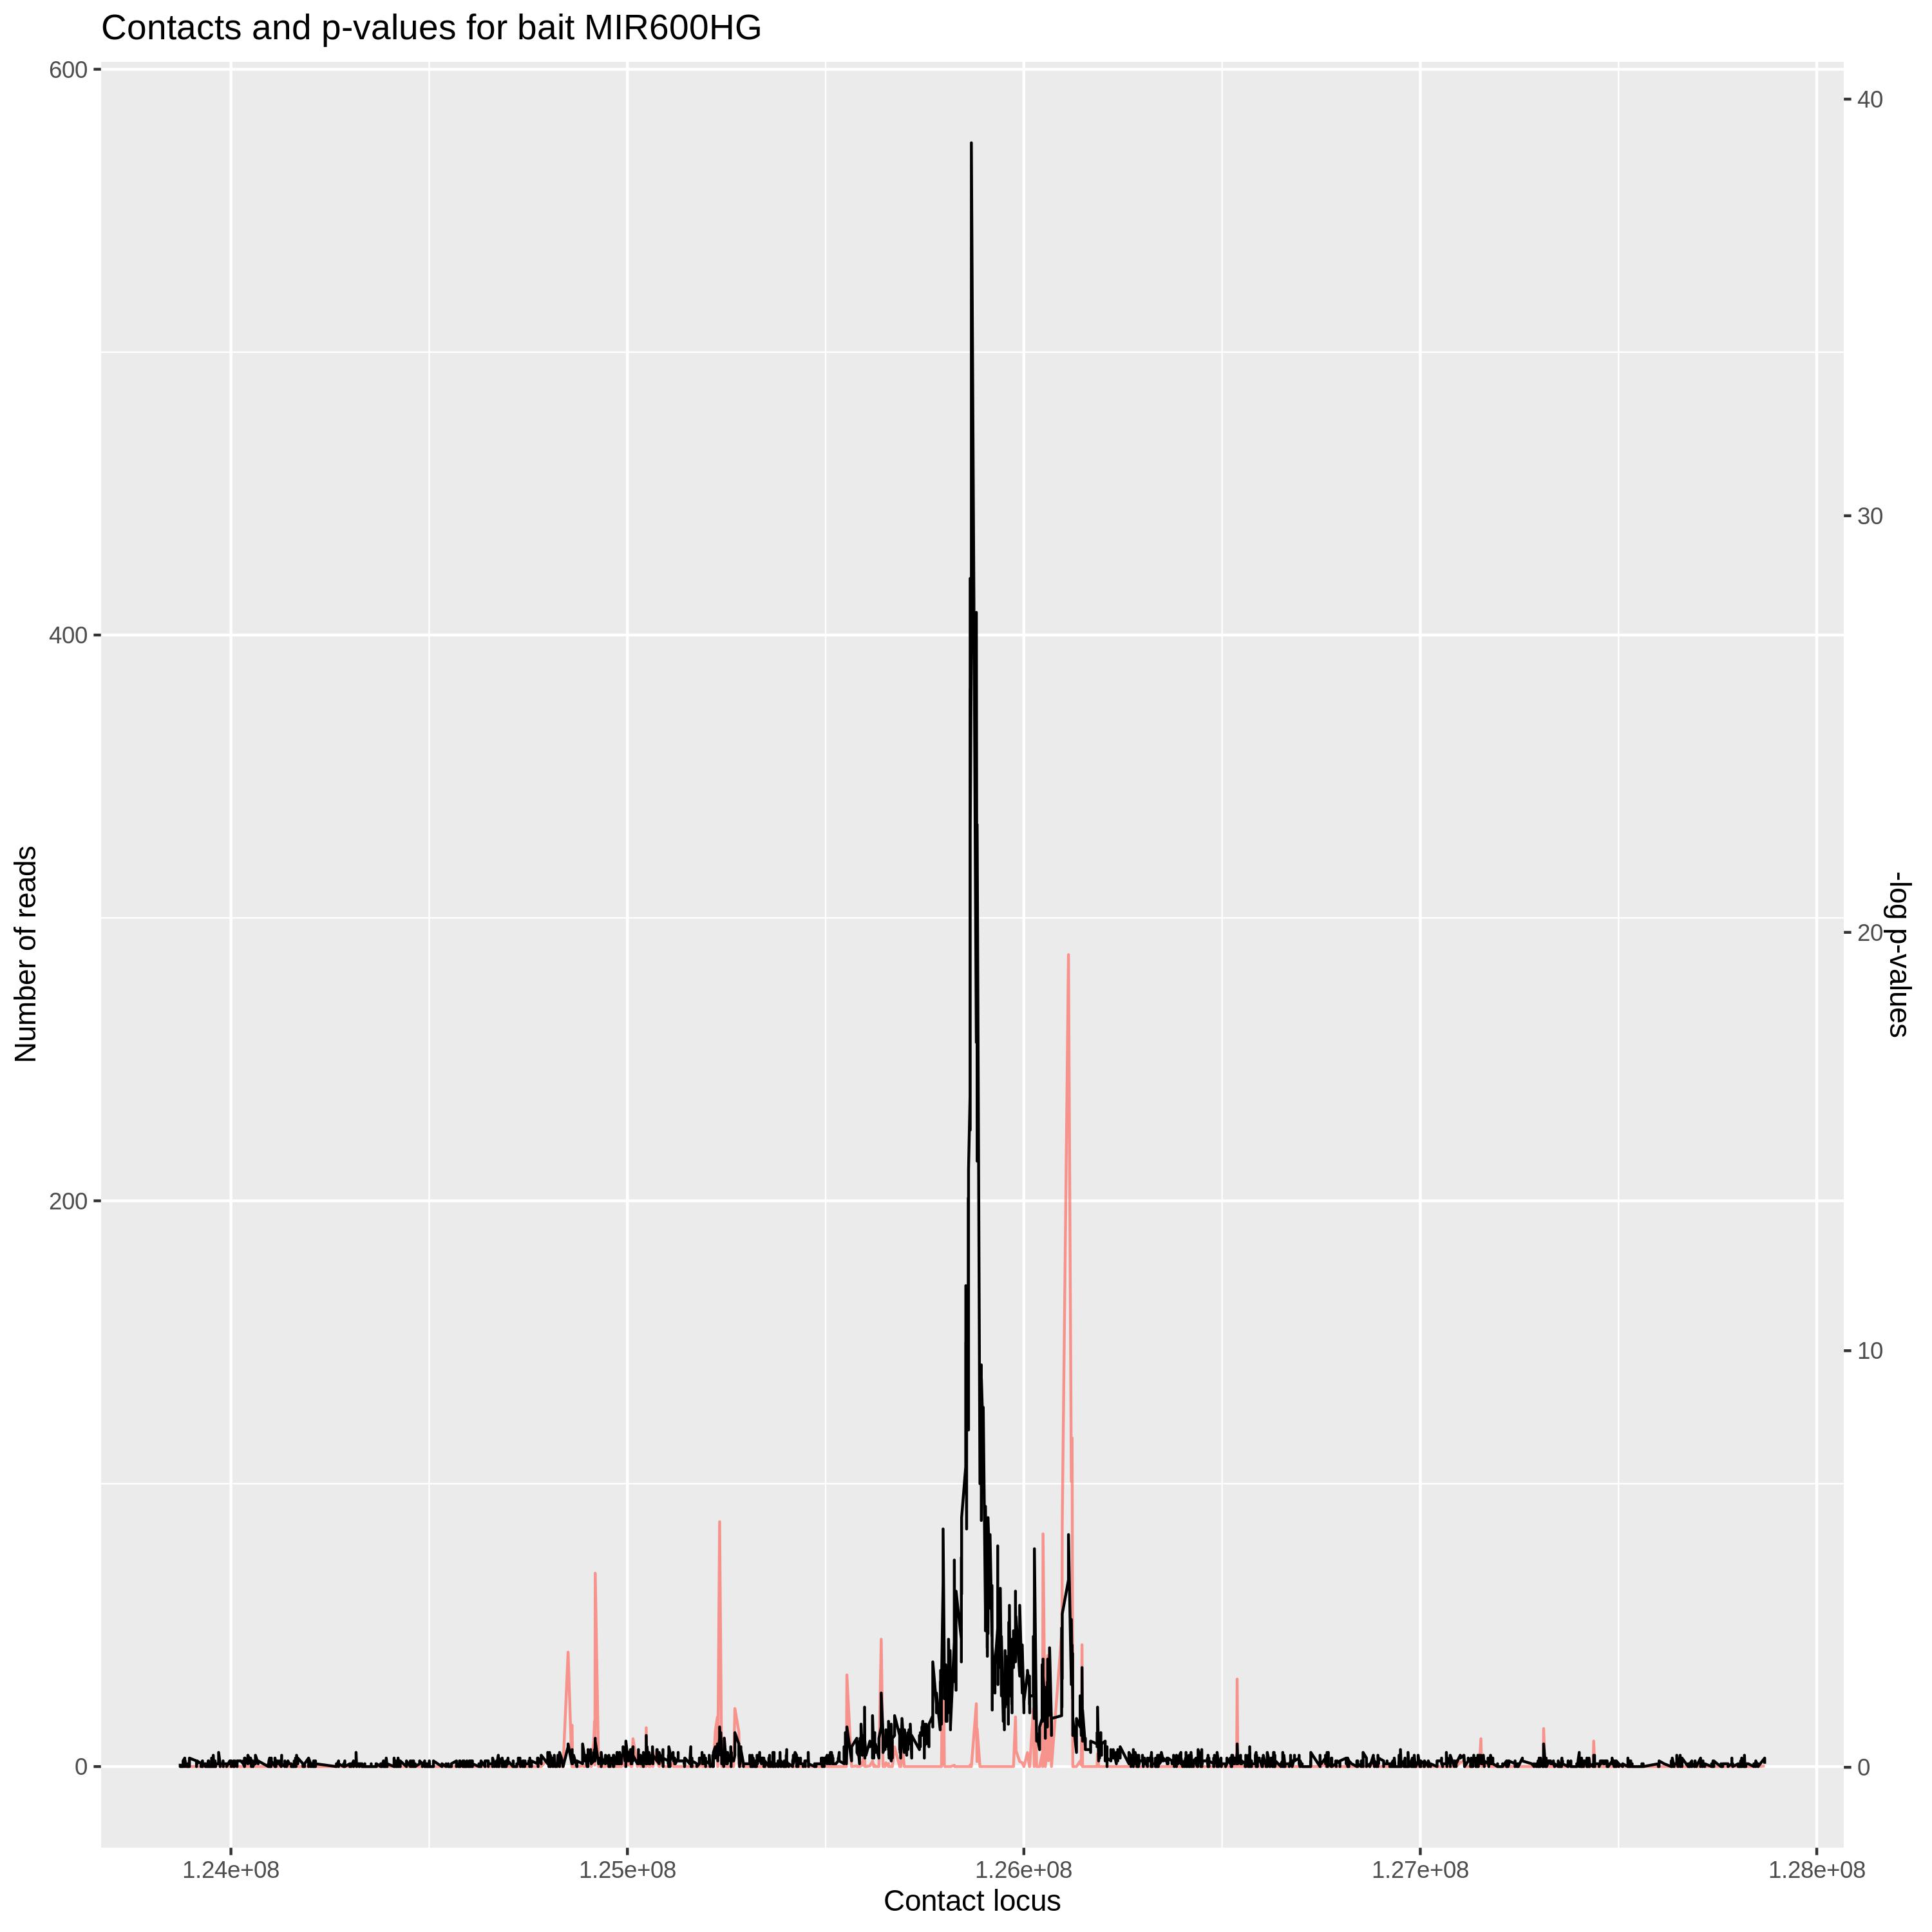 Contacts and p-values for bait MIR600HG
600
400
200
0
Number of reads
40
30
20
10
0
-log p-values
1.24e+08
1.25e+08
1.26e+08
1.27e+08
1.28e+08
Contact locus